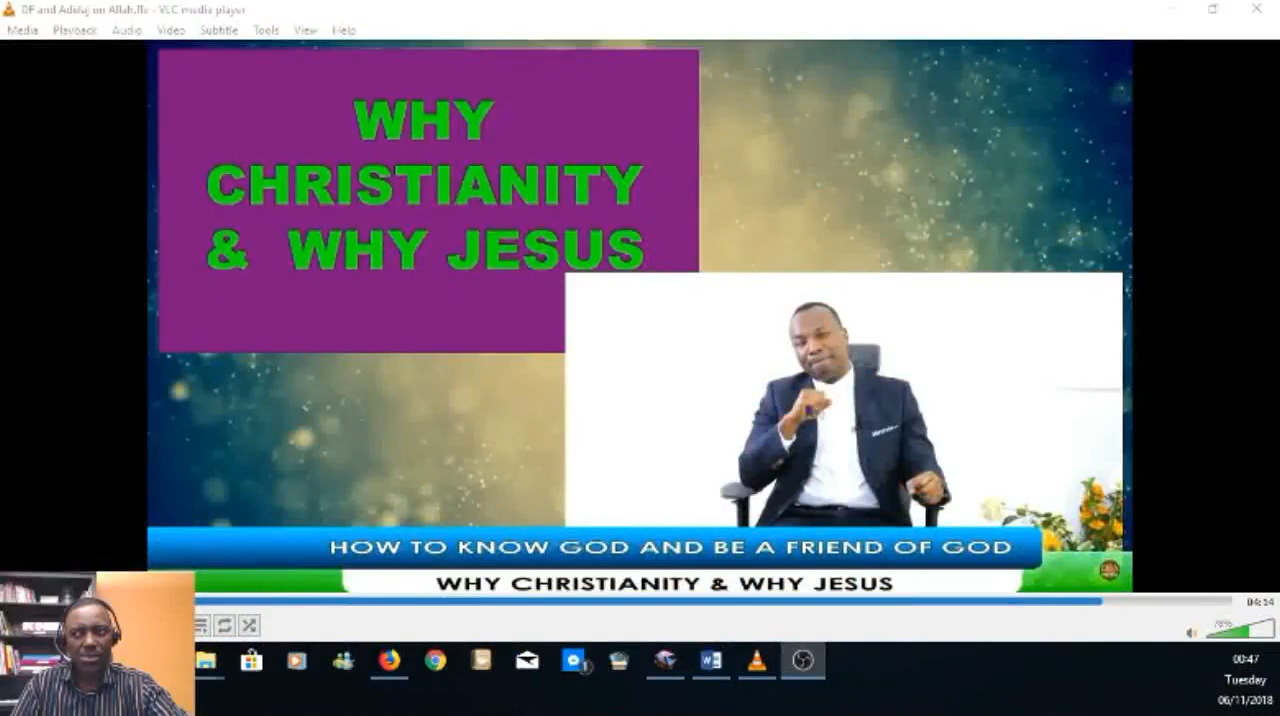 DF and Adelaj on Allah.flv - VLC media player
Media Playback Audio Video Subtitle Tools View Help
WHY
CHRISTIANITY
& WHY JESUS
HOW TO KNOW GOD AND BE A FRIEND OF GOD
WHY CHRISTIANITY & WHY JESUS
04:14
78%
00:47
Tuesday
06/11/2018